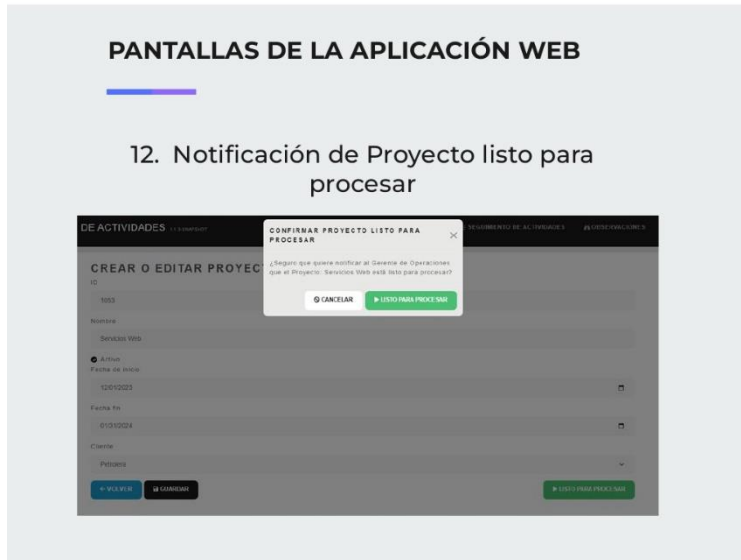 PANTALLAS DE LA APLICACIÓN WEB
12. Notificación de Proyecto listo para
procesar
DE ACTIVIDADES
SEGUIMIENTO DE ACTIVIDADES
OBSERVACIONES
CONFIRMAR PROYECTO LISTO PARA
PROCESAR
¿Seguro que quiere notificar al Gerente de Operaciones
que el Proyecto: Servicios Web está listo para procesar?
CANCELAR
LISTO PARA PROCESAR
CREAR O EDITAR PROYEC
ID
Nombre
Servicios Web
Activo
Fecha de inicio
12/01/2023
Fecha fin
01/31/2024
Cliente
VOLVER
GUARDAR
LISTO PARA PROCESAR